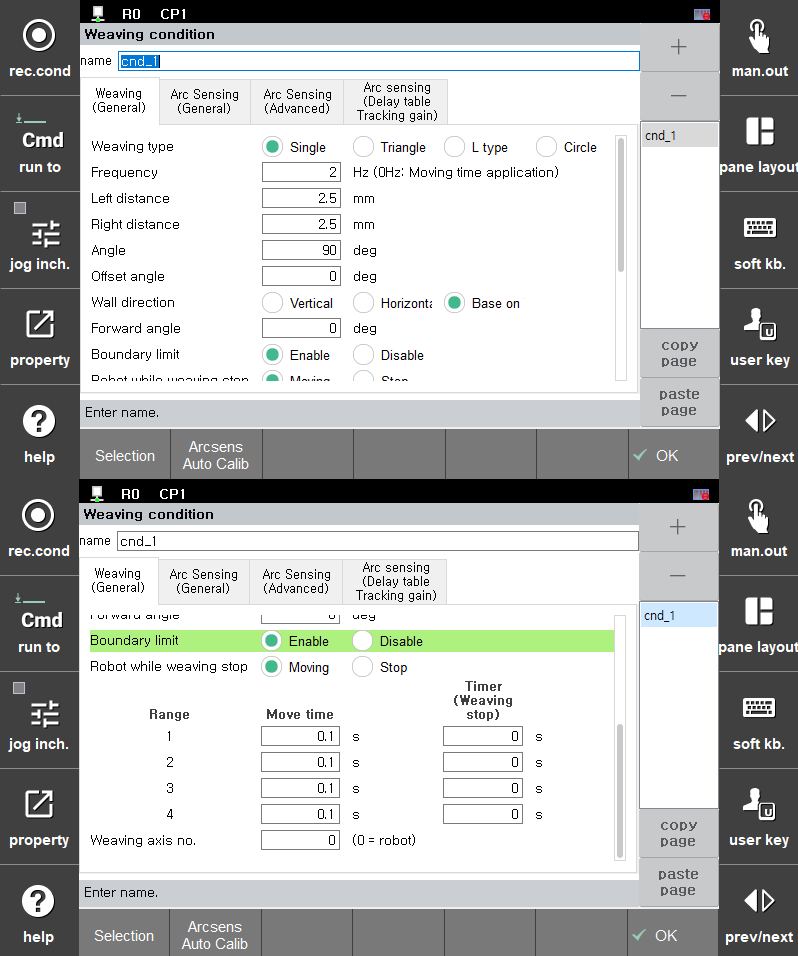 R0 CP1
Weaving condition
name cnd_1
Weaving (General)
Arc Sensing (General)
Arc Sensing (Advanced)
Arc sensing (Delay table Tracking gain)
Weaving type Single Triangle L type Circle
Frequency 2 Hz (0Hz: Moving time application)
Left distance 2.5 mm
Right distance 2.5 mm
Angle 90 deg
Offset angle 0 deg
Wall direction Vertical Horizonta Base on
Forward angle 0 deg
Boundary limit Enable Disable
Robot while weaving stop Moving Stop
Enter name.
Selection
Arcsens Auto Calib
OK
cnd_1
copy page
paste page
rec.cond
Cmd
run to
jog inch.
property
help
man.out
pane layout
soft kb.
user key
prev/next
R0 CP1
Weaving condition
name cnd_1
Weaving (General)
Arc Sensing (General)
Arc Sensing (Advanced)
Arc sensing (Delay table Tracking gain)
Forward angle 0 deg
Boundary limit Enable Disable
Robot while weaving stop Moving Stop
Range Move time Timer (Weaving stop)
1 0.1 s 0 s
2 0.1 s 0 s
3 0.1 s 0 s
4 0.1 s 0 s
Weaving axis no. 0 (0 = robot)
Enter name.
Selection
Arcsens Auto Calib
OK
cnd_1
copy page
paste page
rec.cond
Cmd
run to
jog inch.
property
help
man.out
pane layout
soft kb.
user key
prev/next